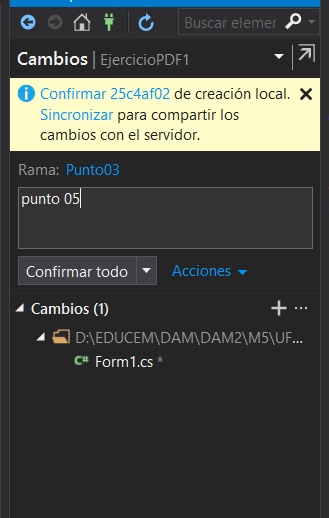 Buscar elemer
Cambios | EjercicioPDF1
Confirmar 25c4af02 de creación local.
Sincronizar para compartir los
cambios con el servidor.
Rama: Punto03
punto 05
Confirmar todo
Acciones
Cambios (1)
D:\EDUCEM\DAM\DAM2\M5\UF...
C# Form1.cs *